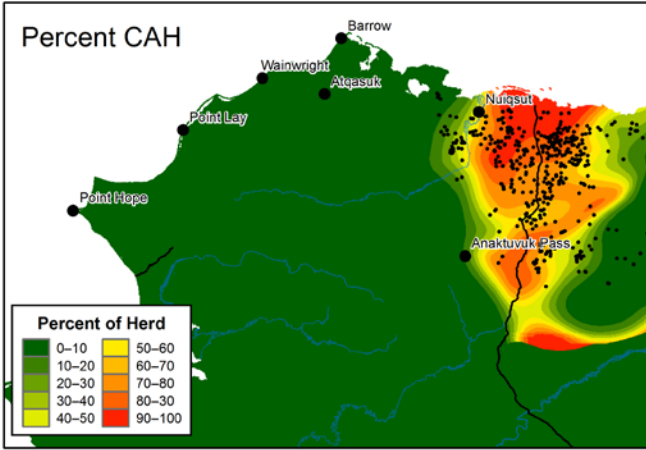 Percent CAH
Barrow
Wainwright
Atqasuk
Nuiqsut
Point Lay
Point Hope
Anaktuvuk Pass
Percent of Herd
0–10
10–20
20–30
30–40
40–50
50–60
60–70
70–80
80–30
90–100